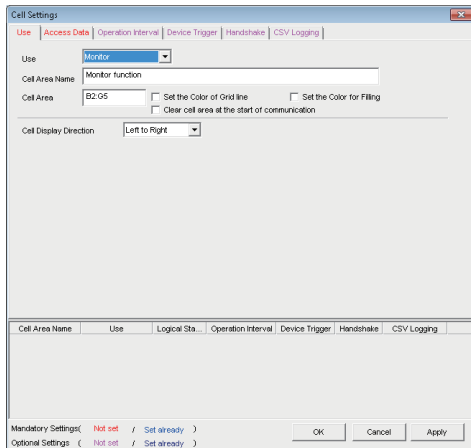 Cell Settings
Use Access Data Operation Interval Device Trigger Handshake CSV Logging
Use Monitor
Cell Area Name Monitor function
Cell Area B2:G5 Set the Color of Grid line Set the Color for Filling
Clear cell area at the start of communication
Cell Display Direction Left to Right
Cell Area Name Use Logical Sta... Operation Interval Device Trigger Handshake CSV Logging
Mandatory Settings( Not set / Set already )
Optional Settings ( Not set / Set already )
OK Cancel Apply